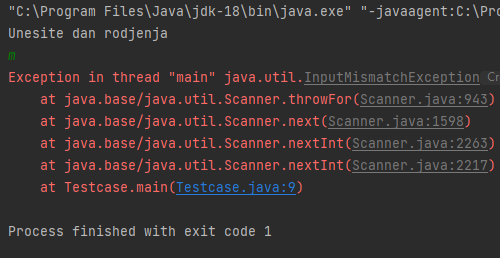 "C:\Program Files\Java\jdk-18\bin\java.exe" "-javaagent:C:\Pro
Unesite dan rodjenja
m
Exception in thread "main" java.util.InputMismatchException
at java.base/java.util.Scanner.throwFor(Scanner.java:943)
at java.base/java.util.Scanner.next(Scanner.java:1598)
at java.base/java.util.Scanner.nextInt(Scanner.java:2263)
at java.base/java.util.Scanner.nextInt(Scanner.java:2217)
at Testcase.main(Testcase.java:9)
Process finished with exit code 1